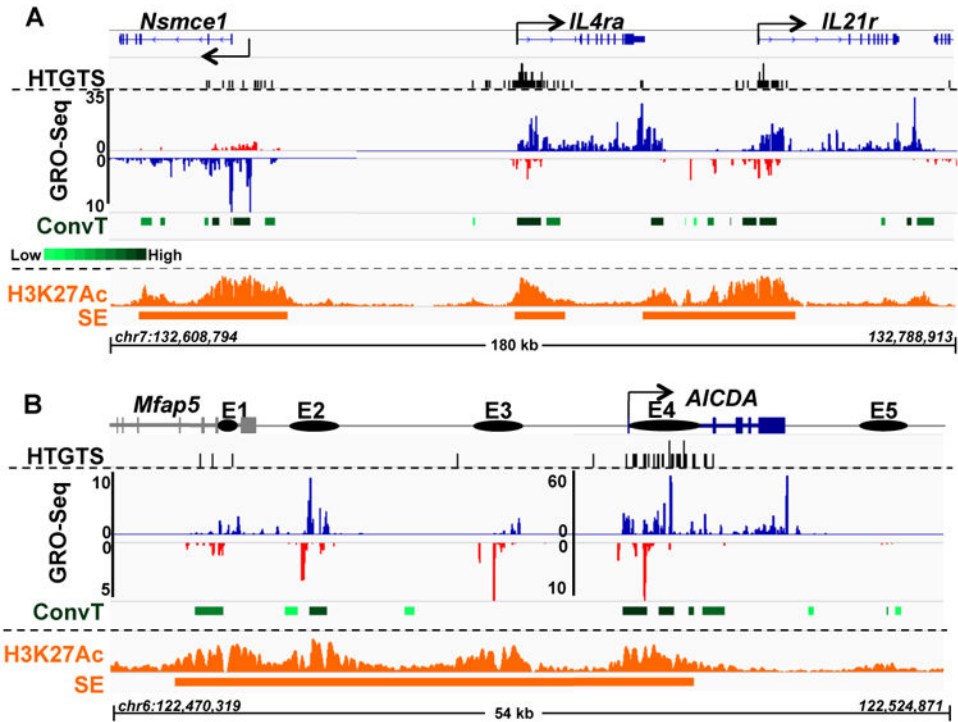 A
Nsmce1 IL4ra IL21r
HTGTS
35
0
0
10
GRO-Seq
ConvT
Low High
H3K27Ac
SE
chr7:132,608,794 180 kb 132,788,913
B
Mfap5 E1 E2 E3 E4 AICDA E5
HTGTS
10 60
0 0
0 0
5 10
GRO-Seq
ConvT
H3K27Ac
SE
chr6:122,470,319 54 kb 122,524,871